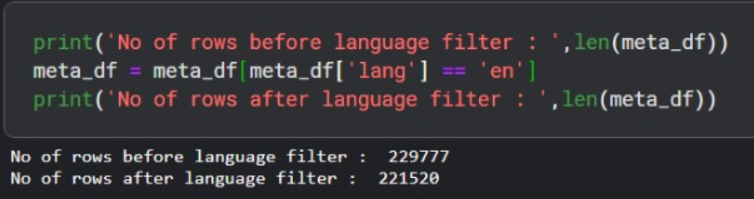 print('No of rows before language filter : ',len(meta_df))
meta_df = meta_df[meta_df['lang'] == 'en']
print('No of rows after language filter : ',len(meta_df))
No of rows before language filter :  229777
No of rows after language filter :  221520